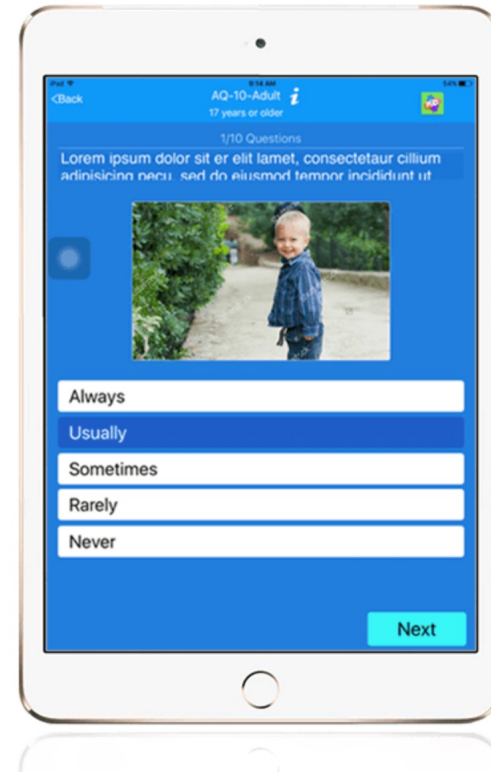 iPad 9:14 AM 54%
<Back AQ-10-Adult i
17 years or older
1/10 Questions
Lorem ipsum dolor sit er elit lamet, consectetaur cillium
adipisicing pecu, sed do eiusmod tempor incididunt ut
Always
Usually
Sometimes
Rarely
Never
Next